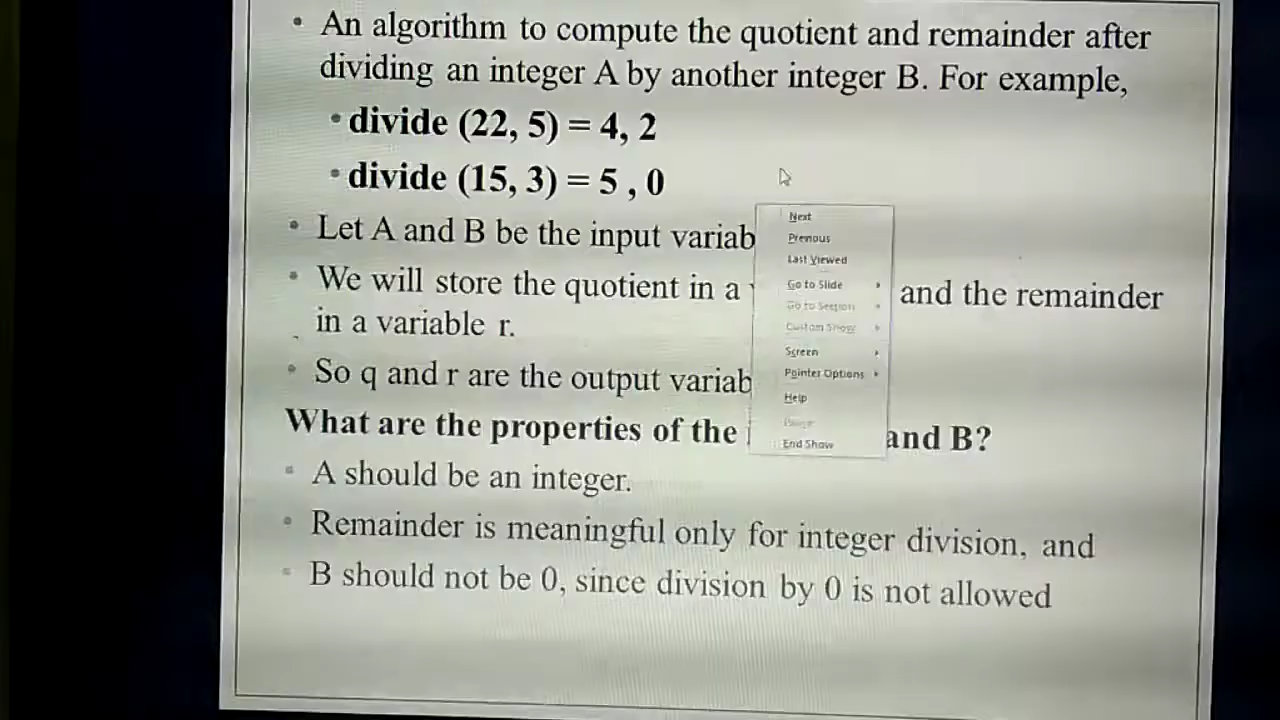 • An algorithm to compute the quotient and remainder after
dividing an integer A by another integer B. For example,
• divide (22, 5) = 4, 2
• divide (15, 3) = 5 , 0
• Let A and B be the input
• We will store the quotient in a and the remainder
in a variable r.
• So q and r are the output
What are the properties of the and B?
• A should be an integer.
• Remainder is meaningful only for integer division, and
• B should not be 0, since division by 0 is not allowed
Next
Previous
Last Viewed
Go to Slide
Go to Section
Custom Show
Screen
Pointer Options
Help
End Show